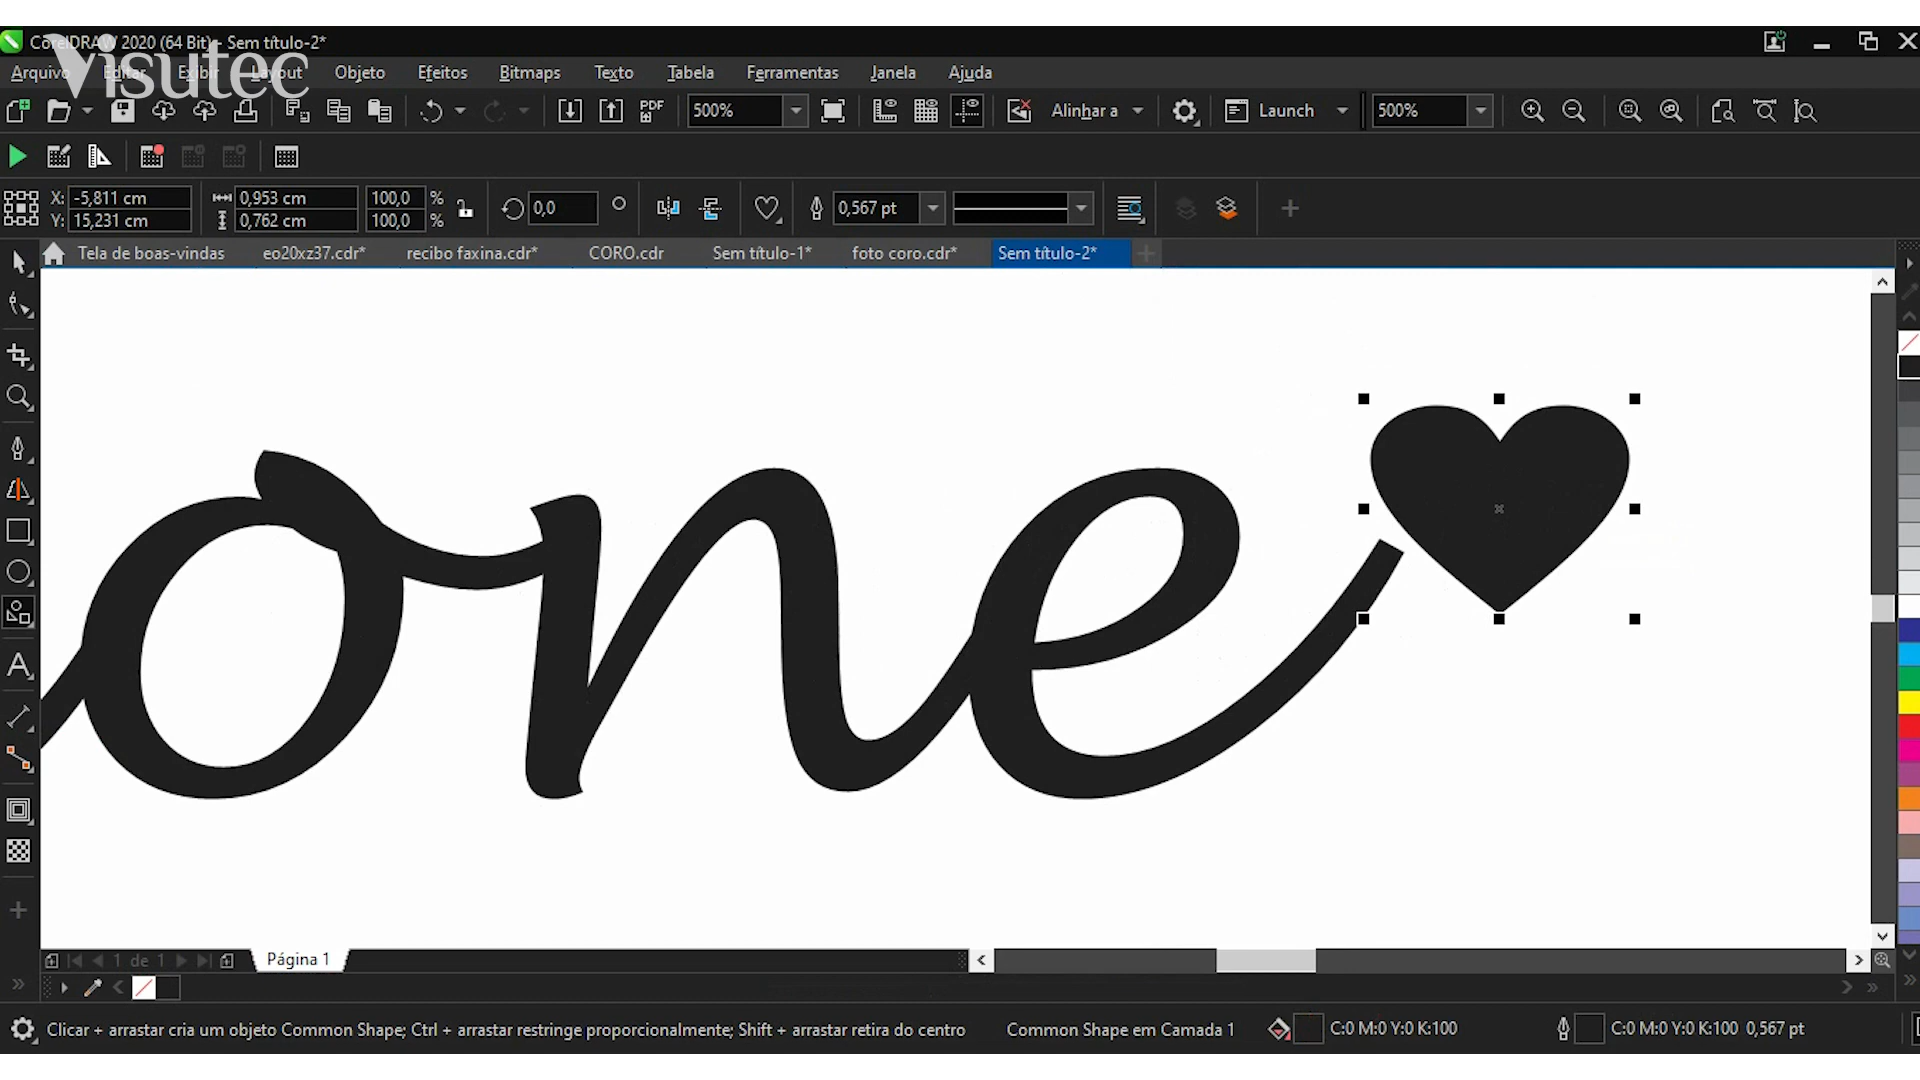 CorelDRAW 2020 (64 Bit) - Sem título-2*
Visutec
Arquivo Editar Exibir Layout Objeto Efeitos Bitmaps Texto Tabela Ferramentas Janela Ajuda
PDF 500% Alinhar a Launch 500%
X: -5,811 cm 0,953 cm 100,0 % 0,0 0,567 pt
Y: 15,231 cm 0,762 cm 100,0 %
Tela de boas-vindas eo20xz37.cdr* recibo faxina.cdr* CORO.cdr Sem título-1* foto coro.cdr* Sem título-2*
one
1 de 1 Página 1
Clicar + arrastar cria um objeto Common Shape; Ctrl + arrastar restringe proporcionalmente; Shift + arrastar retira do centro Common Shape em Camada 1 C:0 M:0 Y:0 K:100 C:0 M:0 Y:0 K:100 0,567 pt